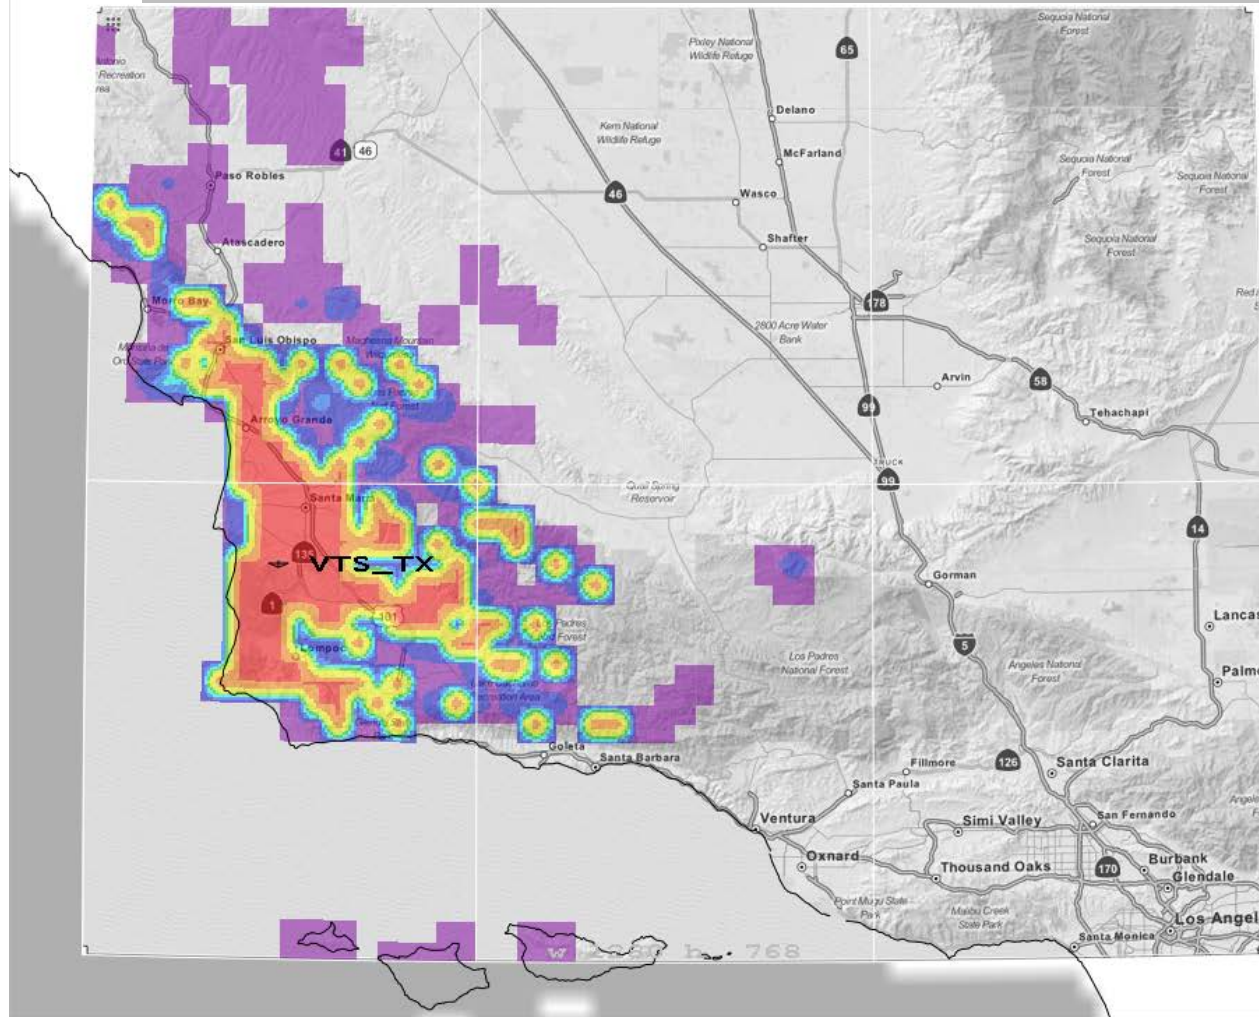 Sequoia National
Forest
65
Pixley National
Wildlife Refuge
Recreation
Delano
Kern National
Wildlife Refuge
41 46
McFarland
Sequoia National
Forest
Sequoia National
Forest
Paso Robles
46
Wasco
Shafter
Sequoia National
Forest
Atascadero
Morro Bay
178
2800 Acre Water
Bank
San Luis Obispo
Arvin
58
99
Tehachapi
Arroyo Grande
TRUCK
99
Quail Spring
Reservoir
Santa Maria
14
135
VTS_TX
Gorman
1
101
Lancas
Los Padres
National Forest
5
Angeles National
Forest
Lompoc
Palm
Goleta
Santa Barbara
Fillmore
126
Santa Clarita
Santa Paula
Ventura
Simi Valley
San Fernando
Oxnard
Thousand Oaks
170
Burbank
Glendale
Point Mugu State
Park
Malibu Creek
State Park
Los Angel
Santa Monica
768